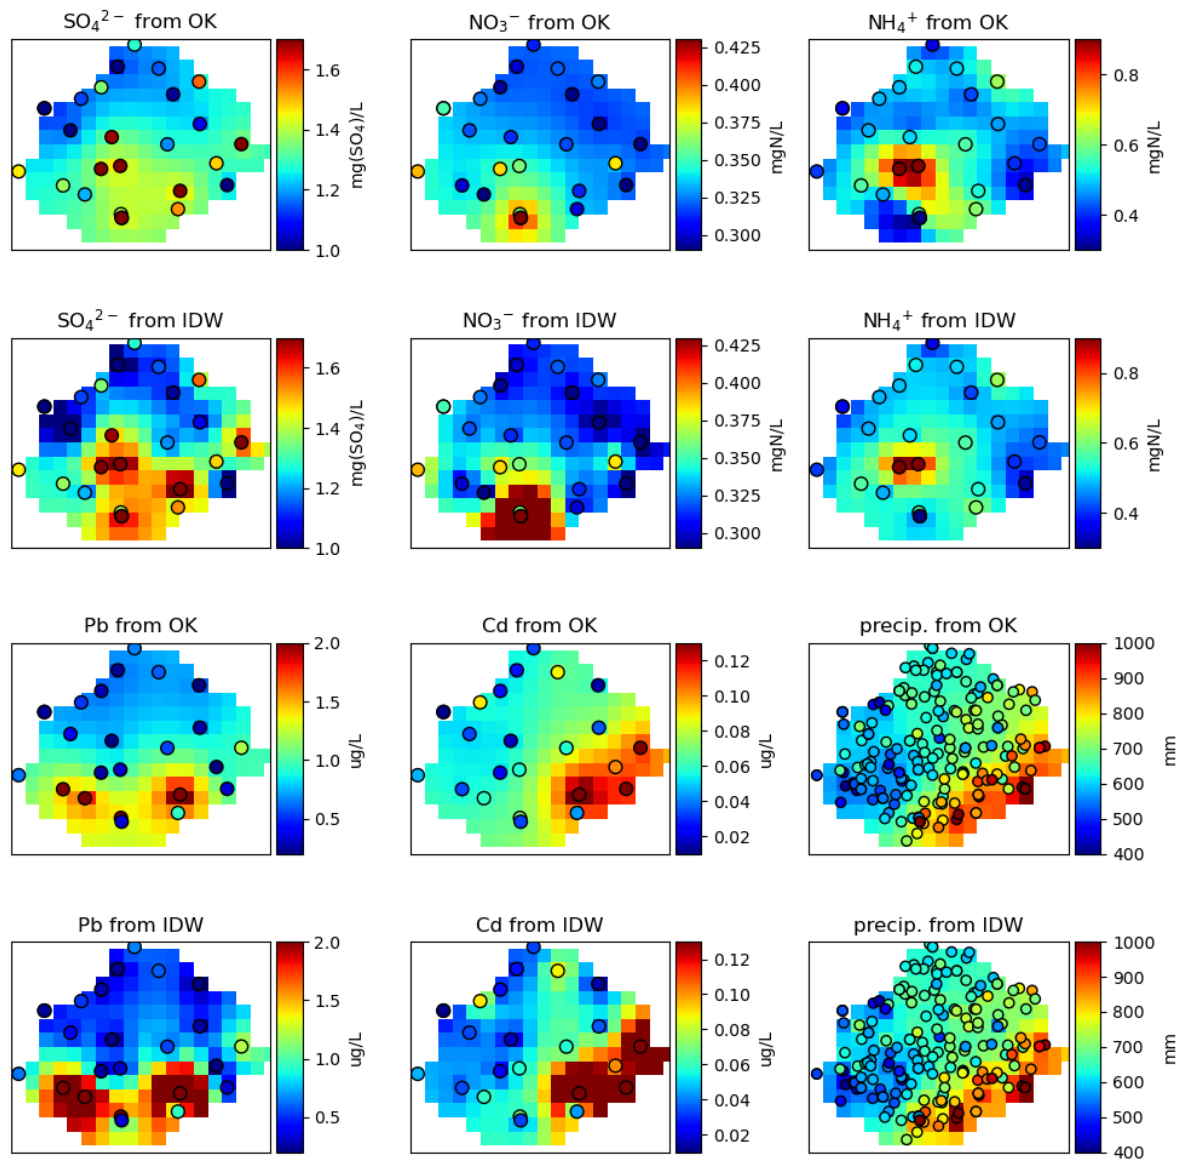 SO₄²⁻ from OK
NO₃⁻ from OK
NH₄⁺ from OK
1.6
1.4
1.2
1.0
mg(SO₄)/L
0.425
0.400
0.375
0.350
0.325
0.300
mgN/L
0.8
0.6
0.4
mgN/L
SO₄²⁻ from IDW
NO₃⁻ from IDW
NH₄⁺ from IDW
1.6
1.4
1.2
1.0
mg(SO₄)/L
0.425
0.400
0.375
0.350
0.325
0.300
mgN/L
0.8
0.6
0.4
mgN/L
Pb from OK
Cd from OK
precip. from OK
2.0
1.5
1.0
0.5
ug/L
0.12
0.10
0.08
0.06
0.04
0.02
ug/L
1000
900
800
700
600
500
400
mm
Pb from IDW
Cd from IDW
precip. from IDW
2.0
1.5
1.0
0.5
ug/L
0.12
0.10
0.08
0.06
0.04
0.02
ug/L
1000
900
800
700
600
500
400
mm